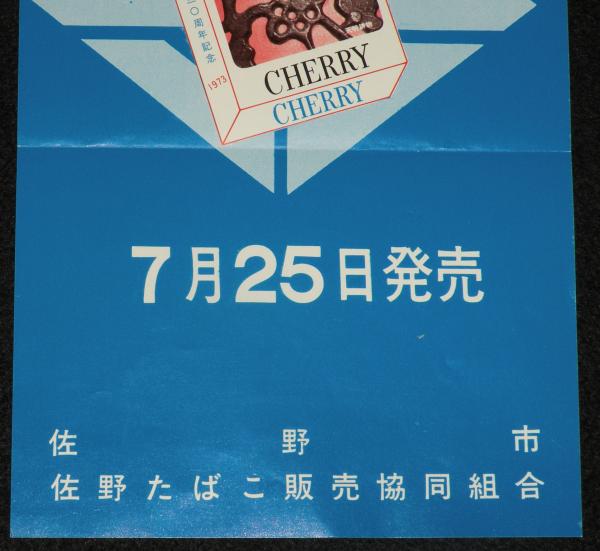 〇周年記念
1973
CHERRY
CHERRY
7月25日発売
佐野市
佐野たばこ販売協同組合